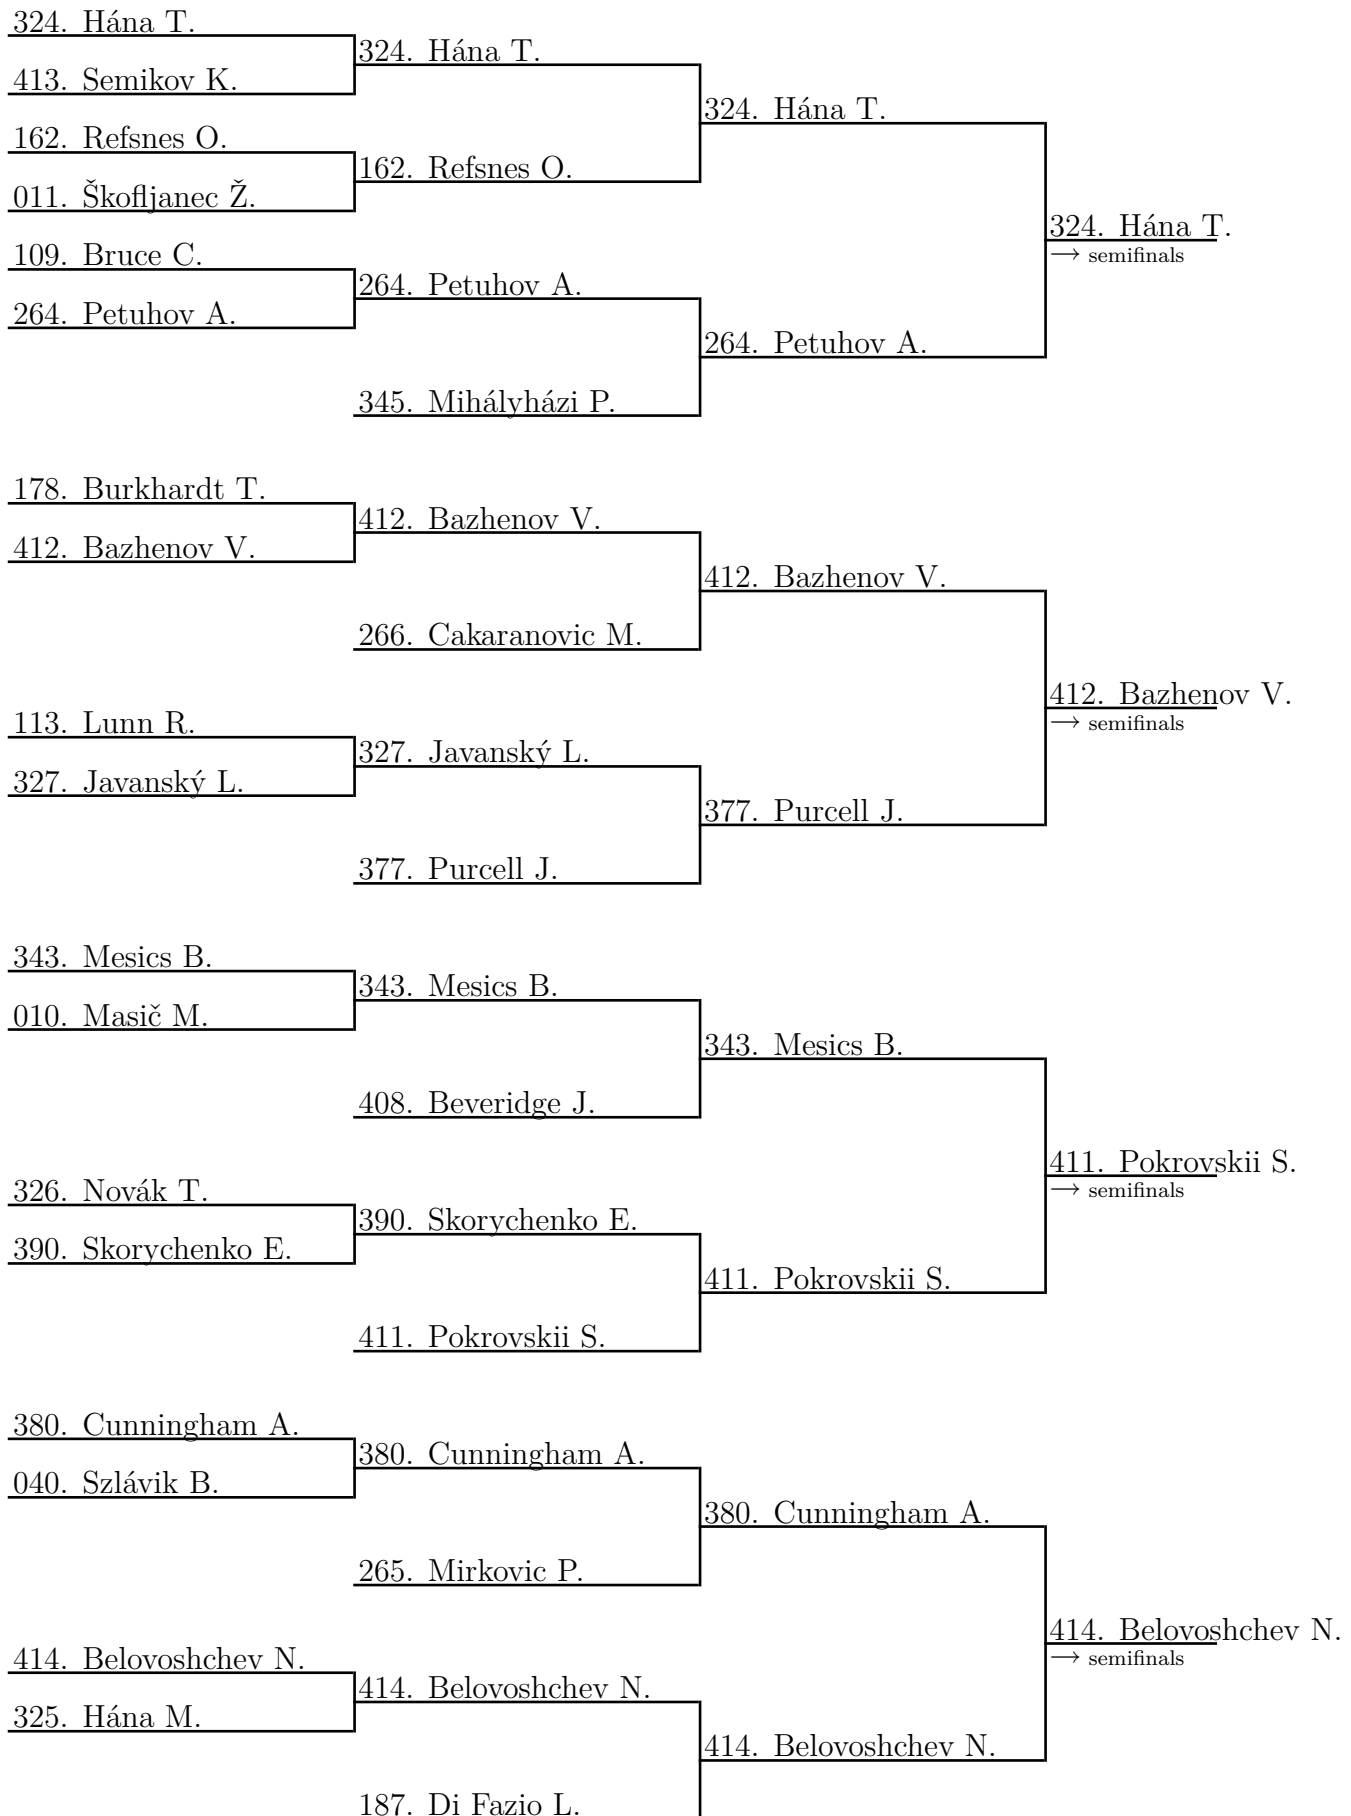 324. Hána T.
324. Hána T.
413. Semikov K.
324. Hána T.
162. Refsnes O.
162. Refsnes O.
011. Škofljanec Ž.
324. Hána T.
→ semifinals
109. Bruce C.
264. Petuhov A.
264. Petuhov A.
264. Petuhov A.
345. Mihályházi P.
178. Burkhardt T.
412. Bazhenov V.
412. Bazhenov V.
412. Bazhenov V.
266. Cakaranovic M.
412. Bazhenov V.
→ semifinals
113. Lunn R.
327. Javanský L.
327. Javanský L.
377. Purcell J.
377. Purcell J.
343. Mesics B.
343. Mesics B.
010. Masič M.
343. Mesics B.
408. Beveridge J.
411. Pokrovskii S.
→ semifinals
326. Novák T.
390. Skorychenko E.
390. Skorychenko E.
411. Pokrovskii S.
411. Pokrovskii S.
380. Cunningham A.
380. Cunningham A.
040. Szlávik B.
380. Cunningham A.
265. Mirkovic P.
414. Belovoshchev N.
→ semifinals
414. Belovoshchev N.
414. Belovoshchev N.
325. Hána M.
414. Belovoshchev N.
187. Di Fazio L.